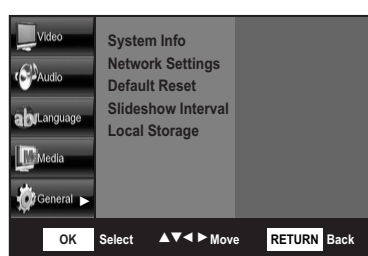 Video
Audio
Language
Media
General
System Info
Network Settings
Default Reset
Slideshow Interval
Local Storage
OK Select ▲▼◄► Move RETURN Back